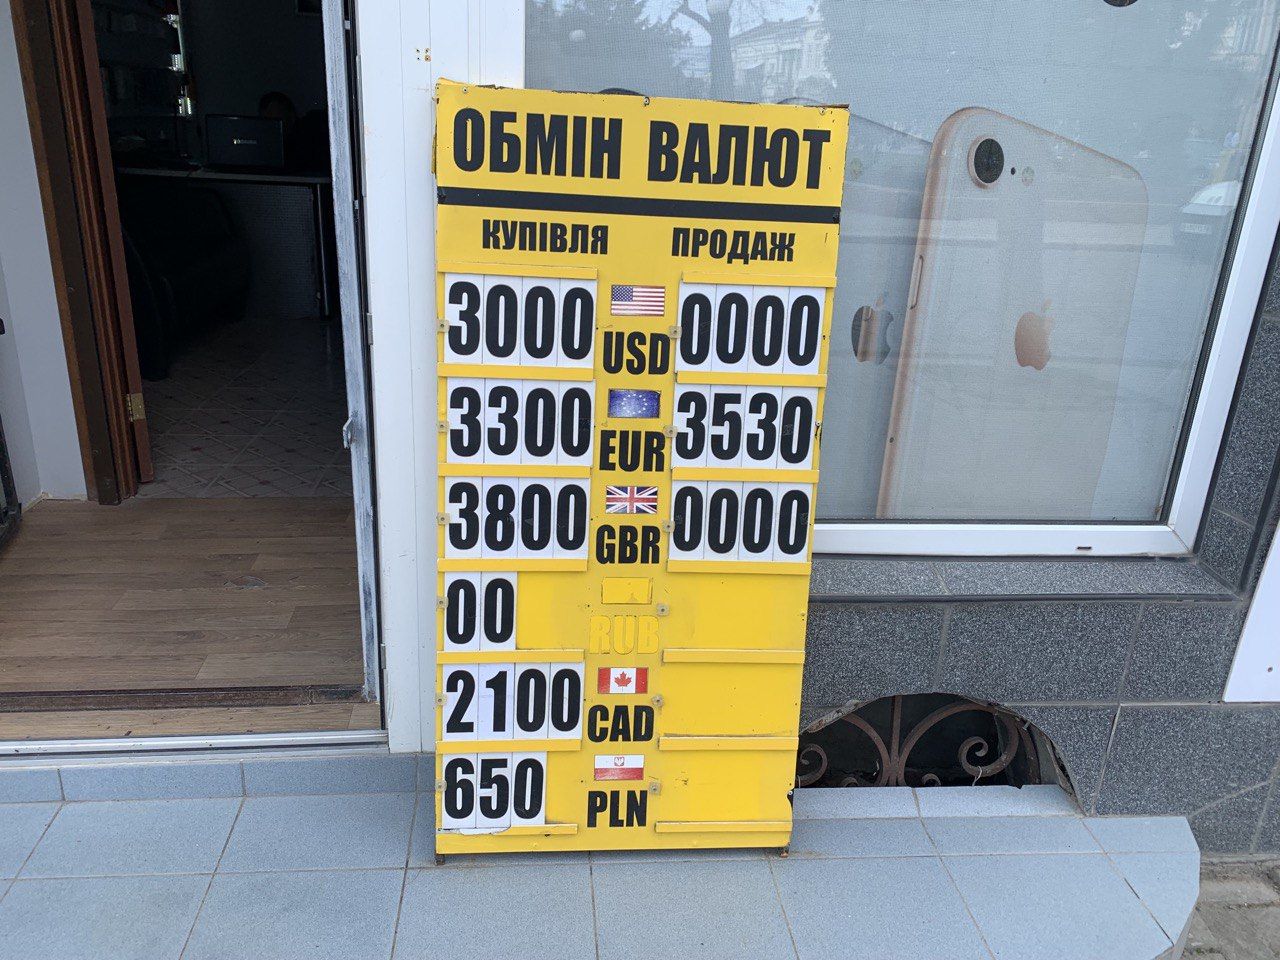 ОБМІН ВАЛЮТ
КУПІВЛЯ ПРОДАЖ
3000 USD 0000
3300 EUR 3530
3800 GBR 0000
00 RUB
2100 CAD
650 PLN